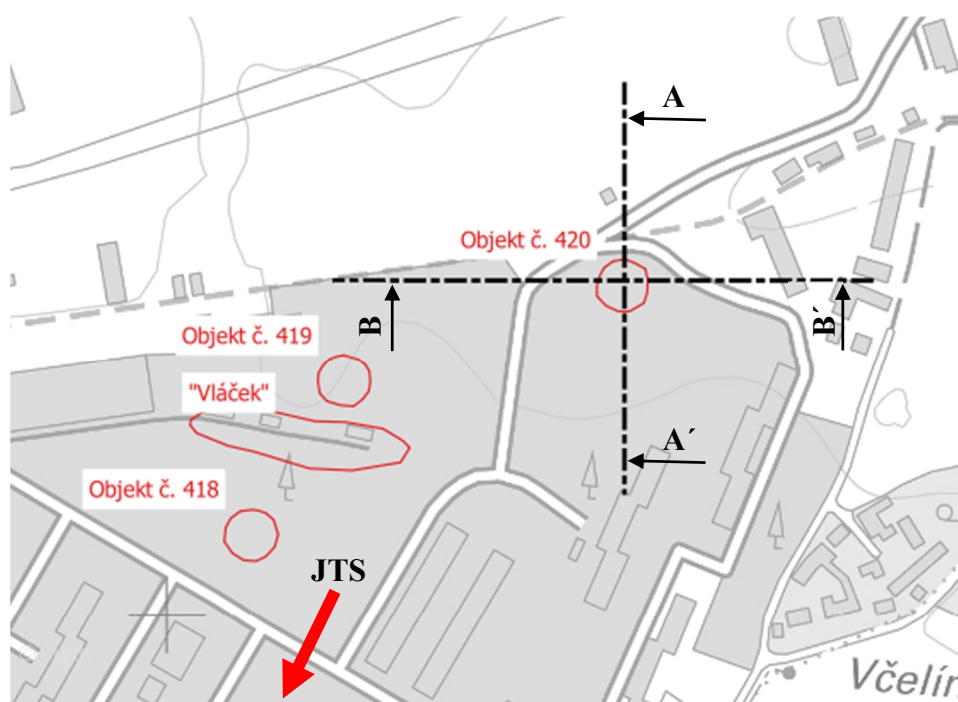 A
Objekt č. 420
B
B´
Objekt č. 419
"Vláček"
A´
Objekt č. 418
JTS
Včelín